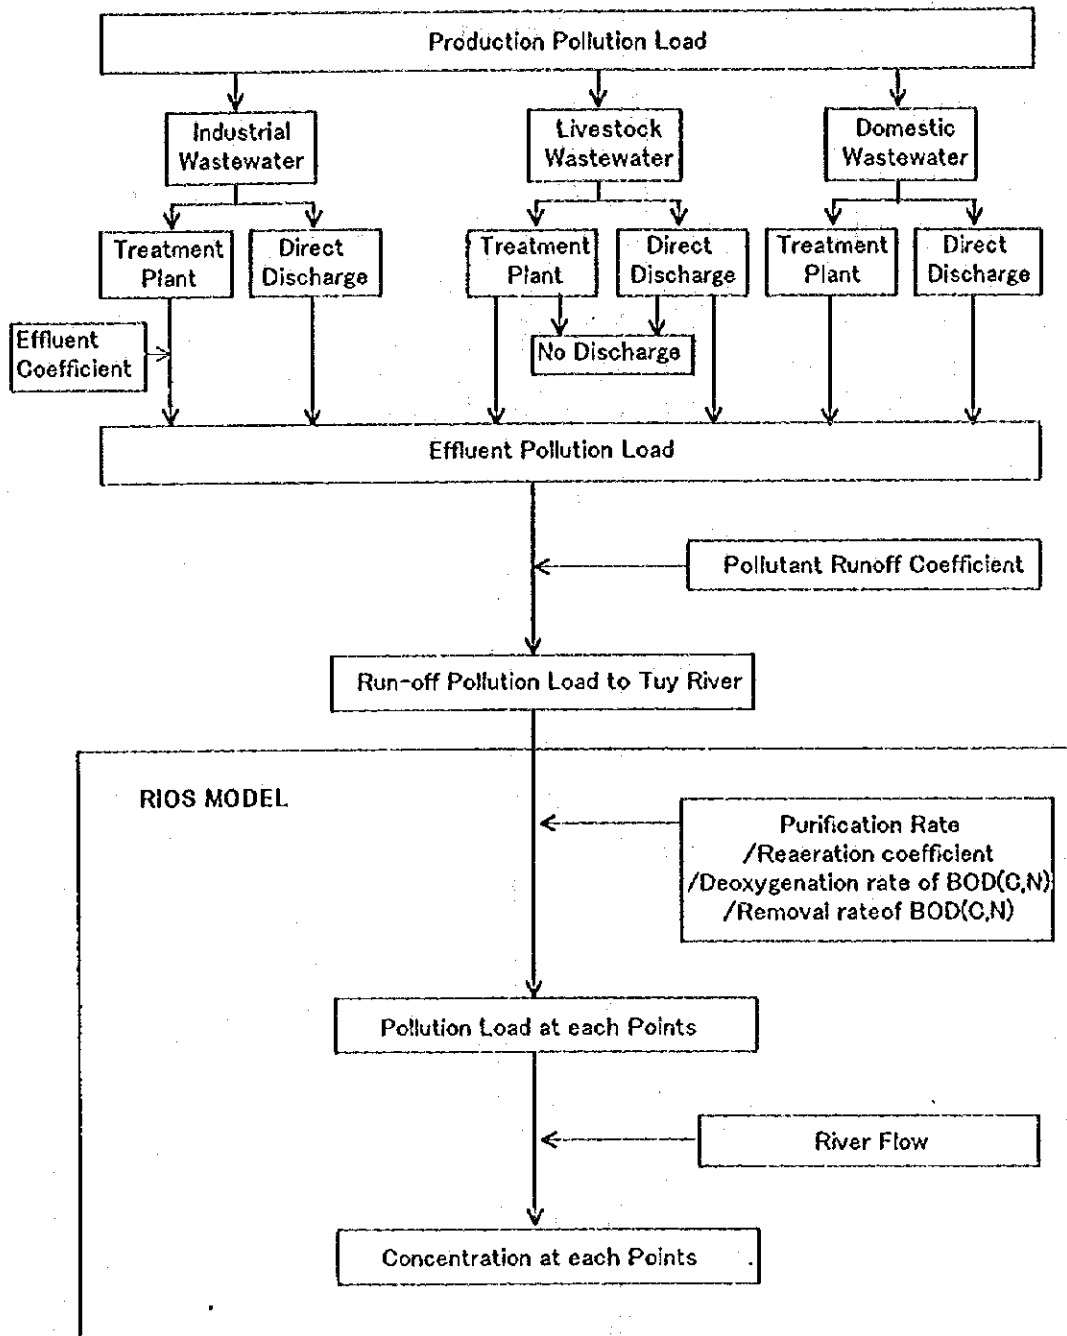 Production Pollution Load
Industrial
Wastewater
Livestock
Wastewater
Domestic
Wastewater
Treatment
Plant
Direct
Discharge
Treatment
Plant
Direct
Discharge
Treatment
Plant
Direct
Discharge
Effluent
Coefficient
No Discharge
Effluent Pollution Load
Pollutant Runoff Coefficient
Run-off Pollution Load to Tuy River
RIOS MODEL
Purification Rate
/Reaeration coefficient
/Deoxygenation rate of BOD(C,N)
/Removal rateof BOD(C,N)
Pollution Load at each Points
River Flow
Concentration at each Points